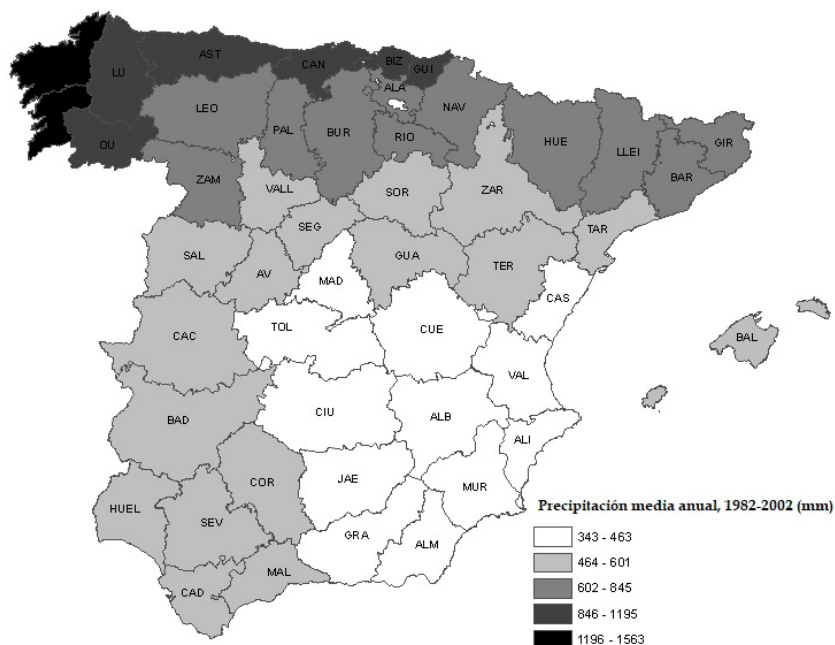 AST
CAN
BIZ
GUI
LU
ALA
NAV
LEO
PAL
BUR
RIO
HUE
LLEI
GIR
OU
BAR
ZAM
VALL
SOR
ZAR
SEG
TAR
SAL
GUA
TER
AV
MAD
CAS
TOL
CUE
CAC
BAL
VAL
CIU
ALB
BAD
ALI
JAE
COR
MUR
HUEL
SEV
GRA
ALM
MAL
CAD
Precipitación media anual, 1982-2002 (mm)
343 - 463
464 - 601
602 - 845
846 - 1195
1196 - 1563